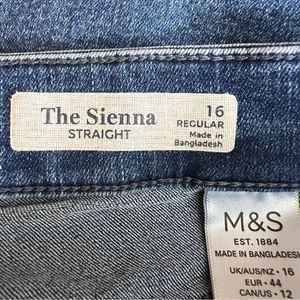 The Sienna
STRAIGHT
16
REGULAR
Made in
Bangladesh
M&S
EST. 1884
MADE IN BANGLADESH
UK/AUS/NZ • 16
EUR • 44
CAN/US • 12